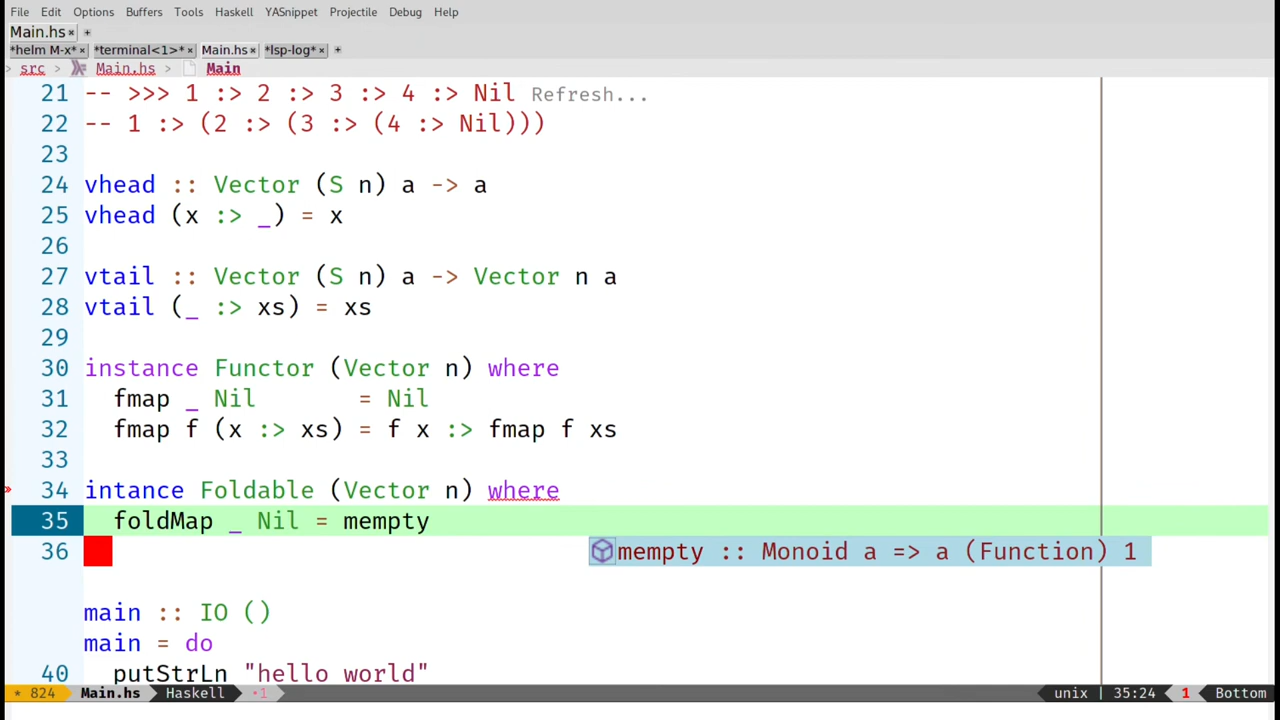 File Edit Options Buffers Tools Haskell YASnippet Projectile Debug Help
Main.hs × +
*helm M-x* × *terminal<1>* × Main.hs × *lsp-log* × +
> src > Main.hs > Main
21 -- >>> 1 :> 2 :> 3 :> 4 :> Nil Refresh...
22 -- 1 :> (2 :> (3 :> (4 :> Nil)))
23
24 vhead :: Vector (S n) a -> a
25 vhead (x :> _) = x
26
27 vtail :: Vector (S n) a -> Vector n a
28 vtail (_ :> xs) = xs
29
30 instance Functor (Vector n) where
31   fmap _ Nil       = Nil
32   fmap f (x :> xs) = f x :> fmap f xs
33
» 34 intance Foldable (Vector n) where
35   foldMap _ Nil = mempty
36 mempty :: Monoid a => a (Function) 1
main :: IO ()
main = do
40   putStrLn "hello world"
* 824 Main.hs Haskell •1 unix | 35:24 1 Bottom